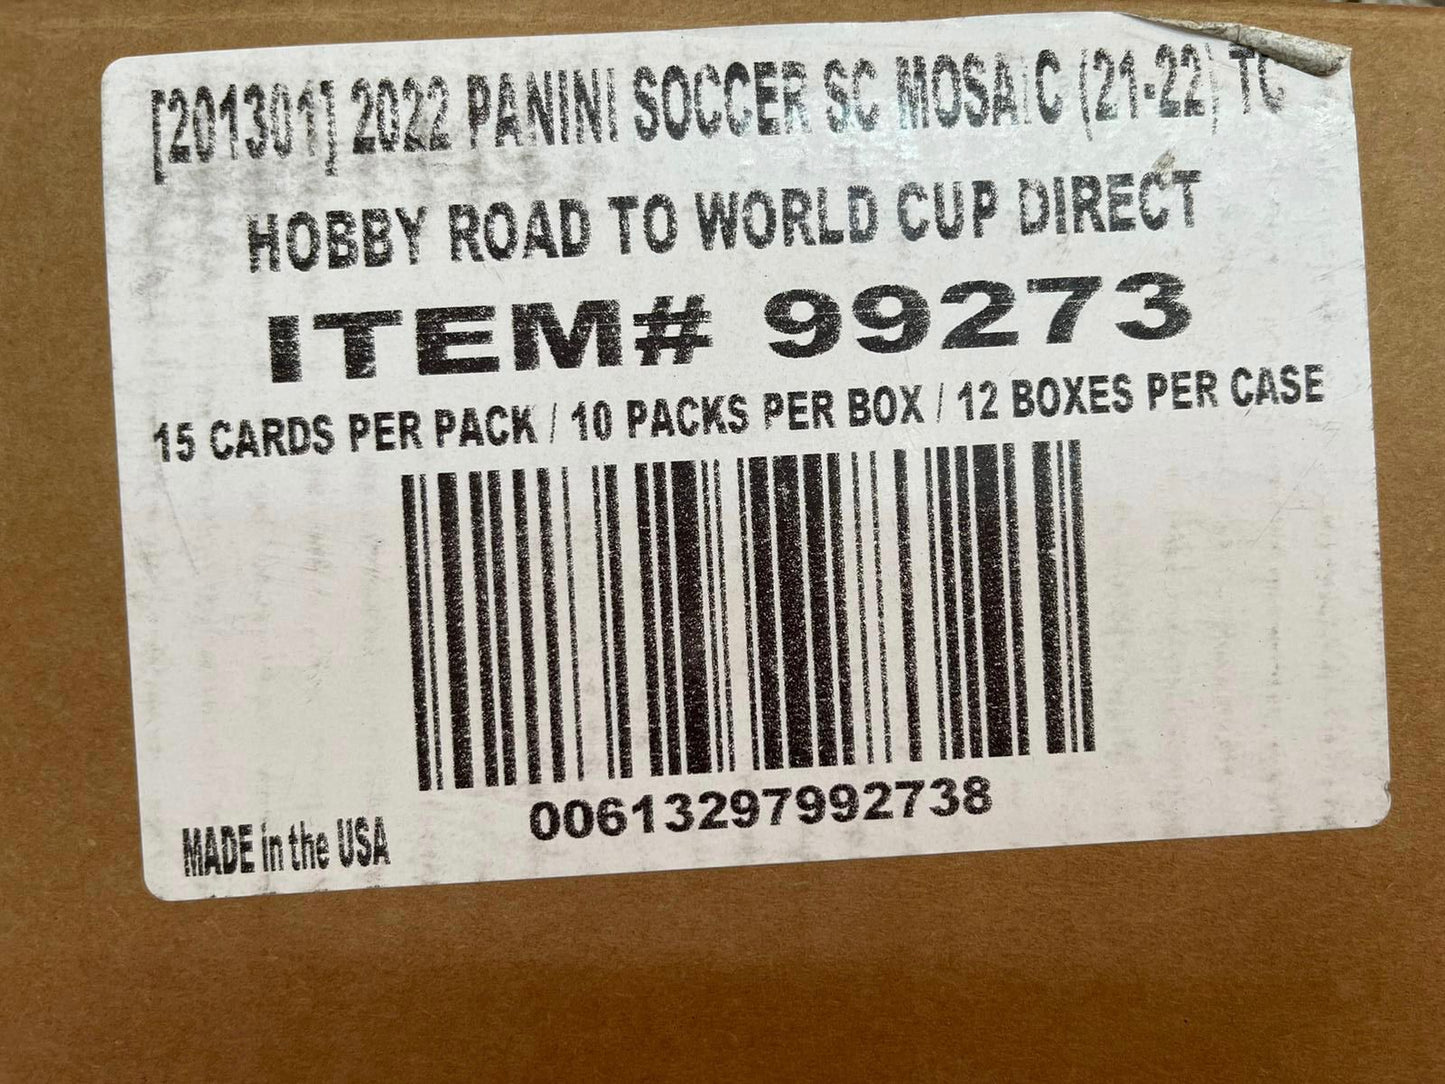 [201301] 2022 PANINI SOCCER SC MOSAIC (21-22) TC
HOBBY ROAD TO WORLD CUP DIRECT
ITEM# 99273
15 CARDS PER PACK / 10 PACKS PER BOX / 12 BOXES PER CASE
00613297992738
MADE in the USA